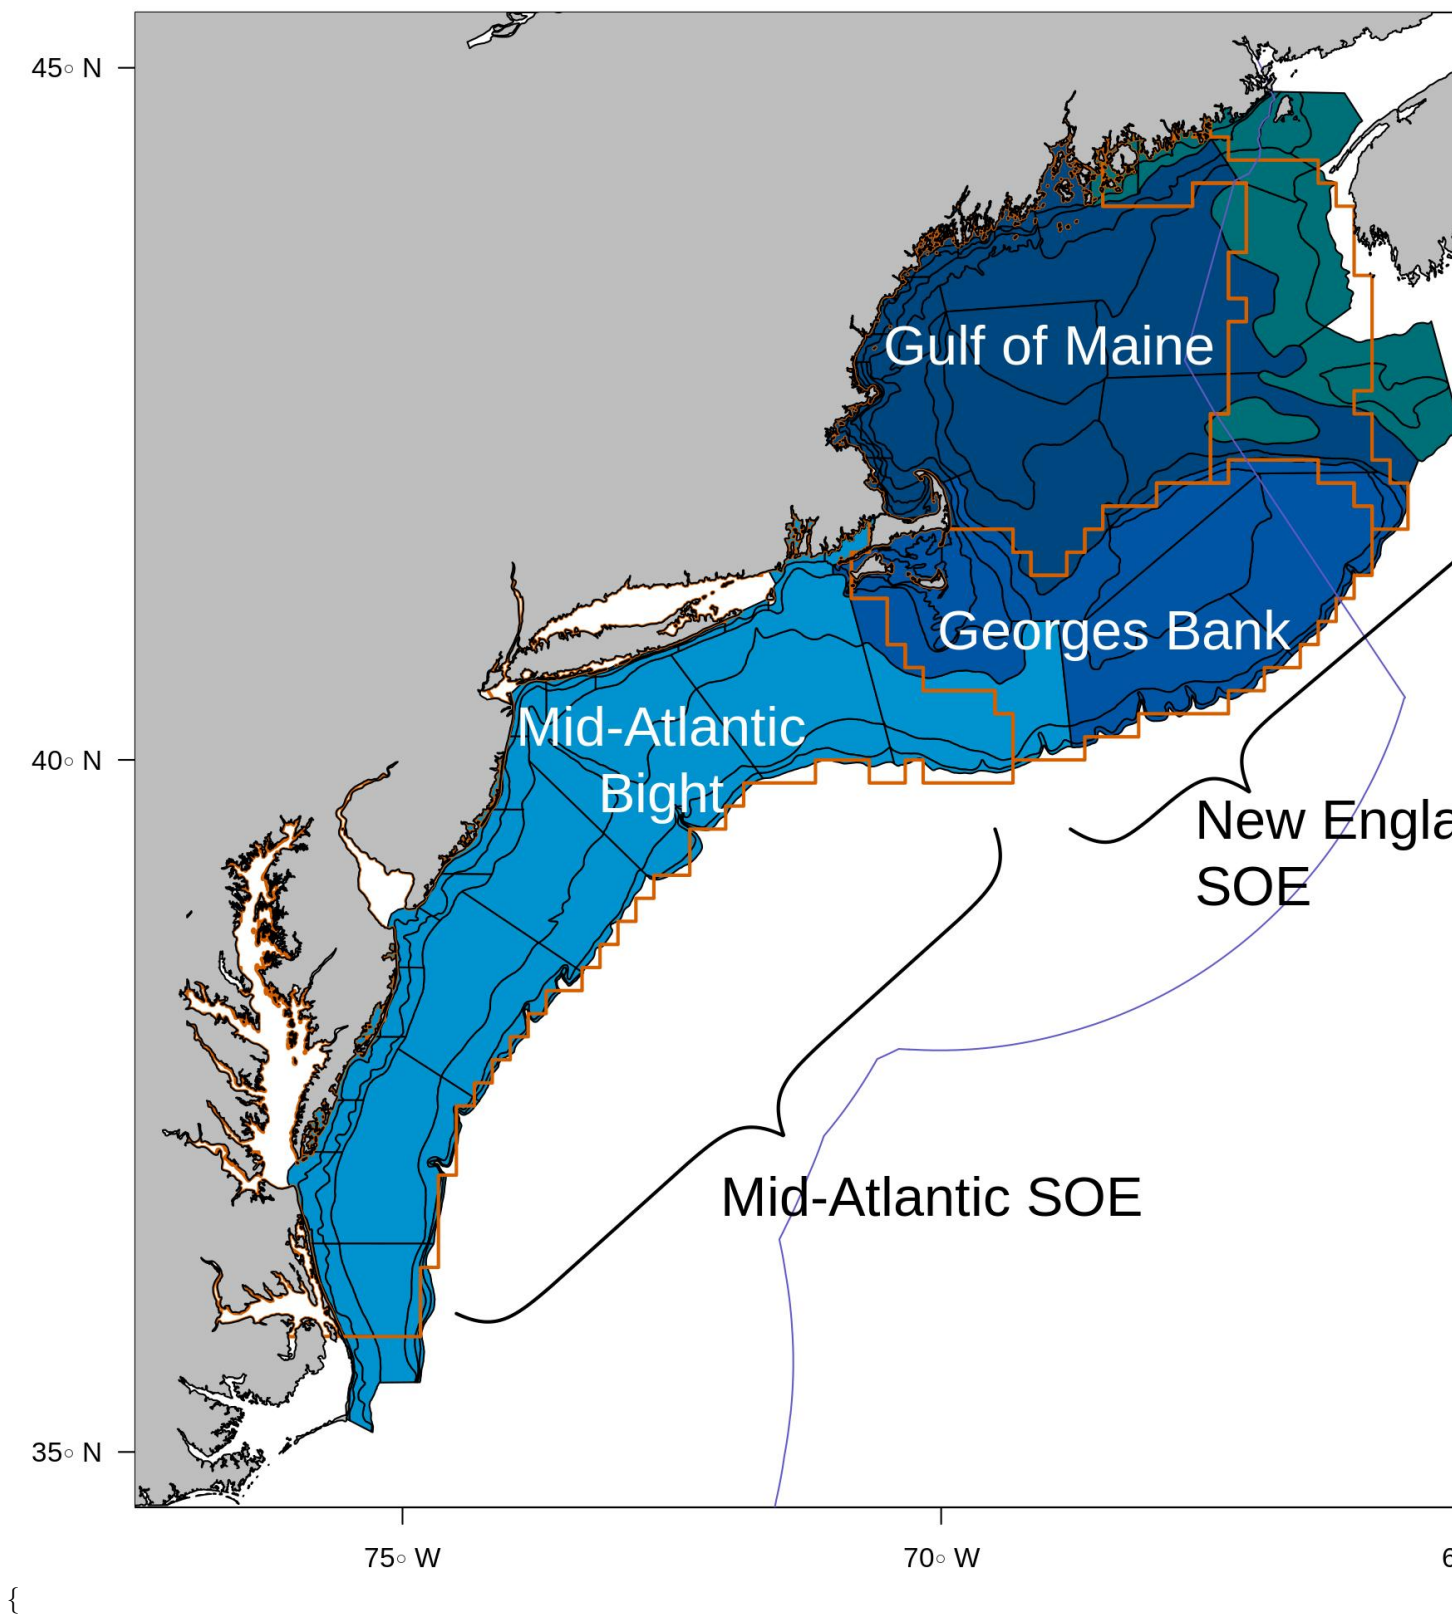 45° N
Gulf of Maine
Georges Bank
Mid-Atlantic
Bight
40° N
New Engla
SOE
Mid-Atlantic SOE
35° N
75° W
70° W
6
{